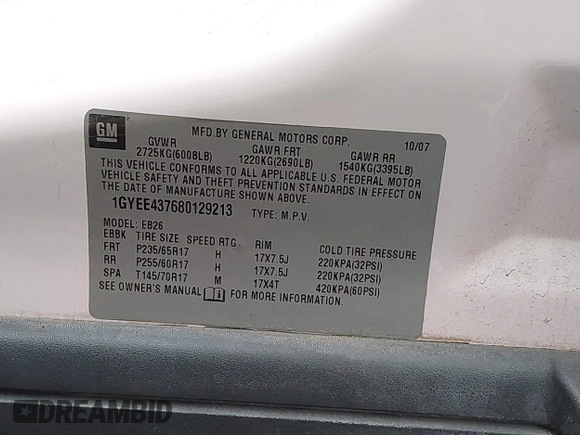 GM
MFD. BY GENERAL MOTORS CORP. 10/07
GVWR GAWR FRT GAWR RR
2725KG(6008LB) 1220KG(2690LB) 1540KG(3395LB)
THIS VEHICLE CONFORMS TO ALL APPLICABLE U.S. FEDERAL MOTOR
VEHICLE SAFETY AND THEFT PREVENTION STANDARDS IN EFFECT
ON THE DATE OF MANUFACTURE SHOWN ABOVE.
1GYEE437680129213 TYPE: M.P.V.
MODEL: EB26
EBBK TIRE SIZE SPEED RTG. RIM COLD TIRE PRESSURE
FRT P235/65R17 H 17X7.5J 220KPA(32PSI)
RR P255/60R17 H 17X7.5J 220KPA(32PSI)
SPA T145/70R17 M 17X4T 420KPA(60PSI)
SEE OWNER'S MANUAL FOR MORE INFORMATION
DREAMBID